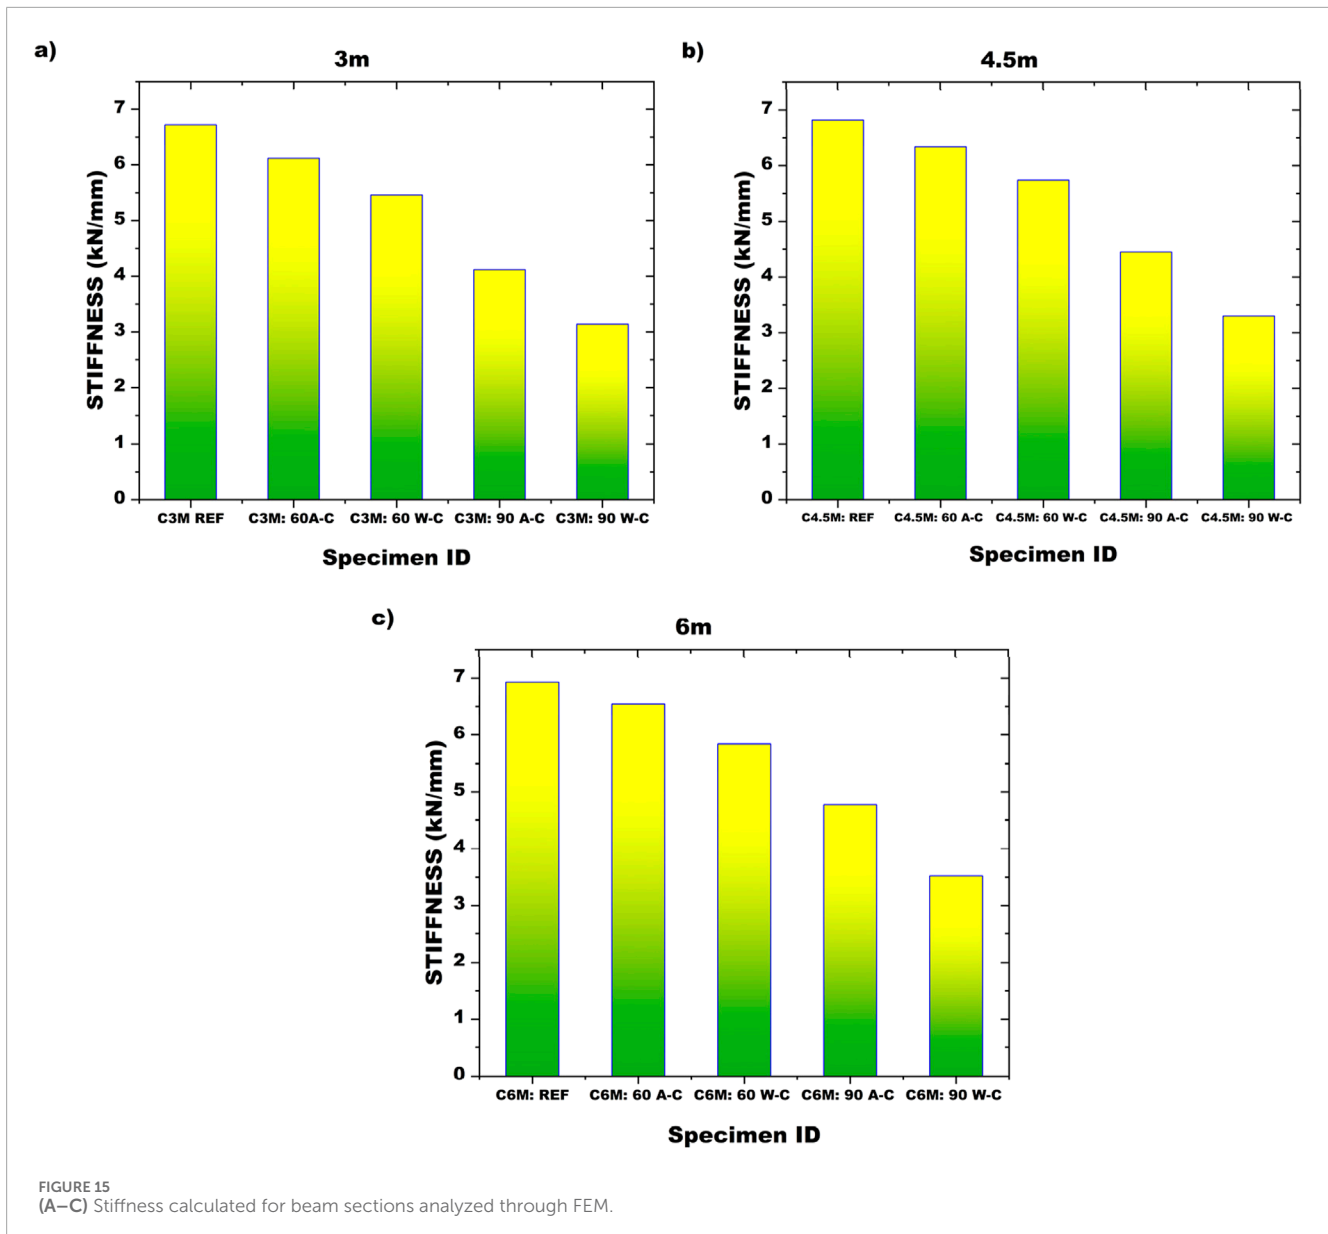 a)
3m
STIFFNESS (kN/mm)
7
6
5
4
3
2
1
0
C3M REF C3M: 60A-C C3M: 60 W-C C3M: 90 A-C C3M: 90 W-C
Specimen ID
b)
4.5m
STIFFNESS (kN/mm)
7
6
5
4
3
2
1
0
C4.5M: REF C4.5M: 60 A-C C4.5M: 60 W-C C4.5M: 90 A-C C4.5M: 90 W-C
Specimen ID
c)
6m
STIFFNESS (kN/mm)
7
6
5
4
3
2
1
0
C6M: REF C6M: 60 A-C C6M: 60 W-C C6M: 90 A-C C6M: 90 W-C
Specimen ID
FIGURE 15
(A–C) Stiffness calculated for beam sections analyzed through FEM.